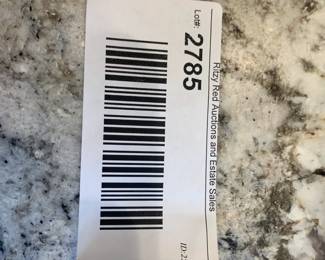 Ritzy Red Auctions and Estate Sales
Lot#: 2785